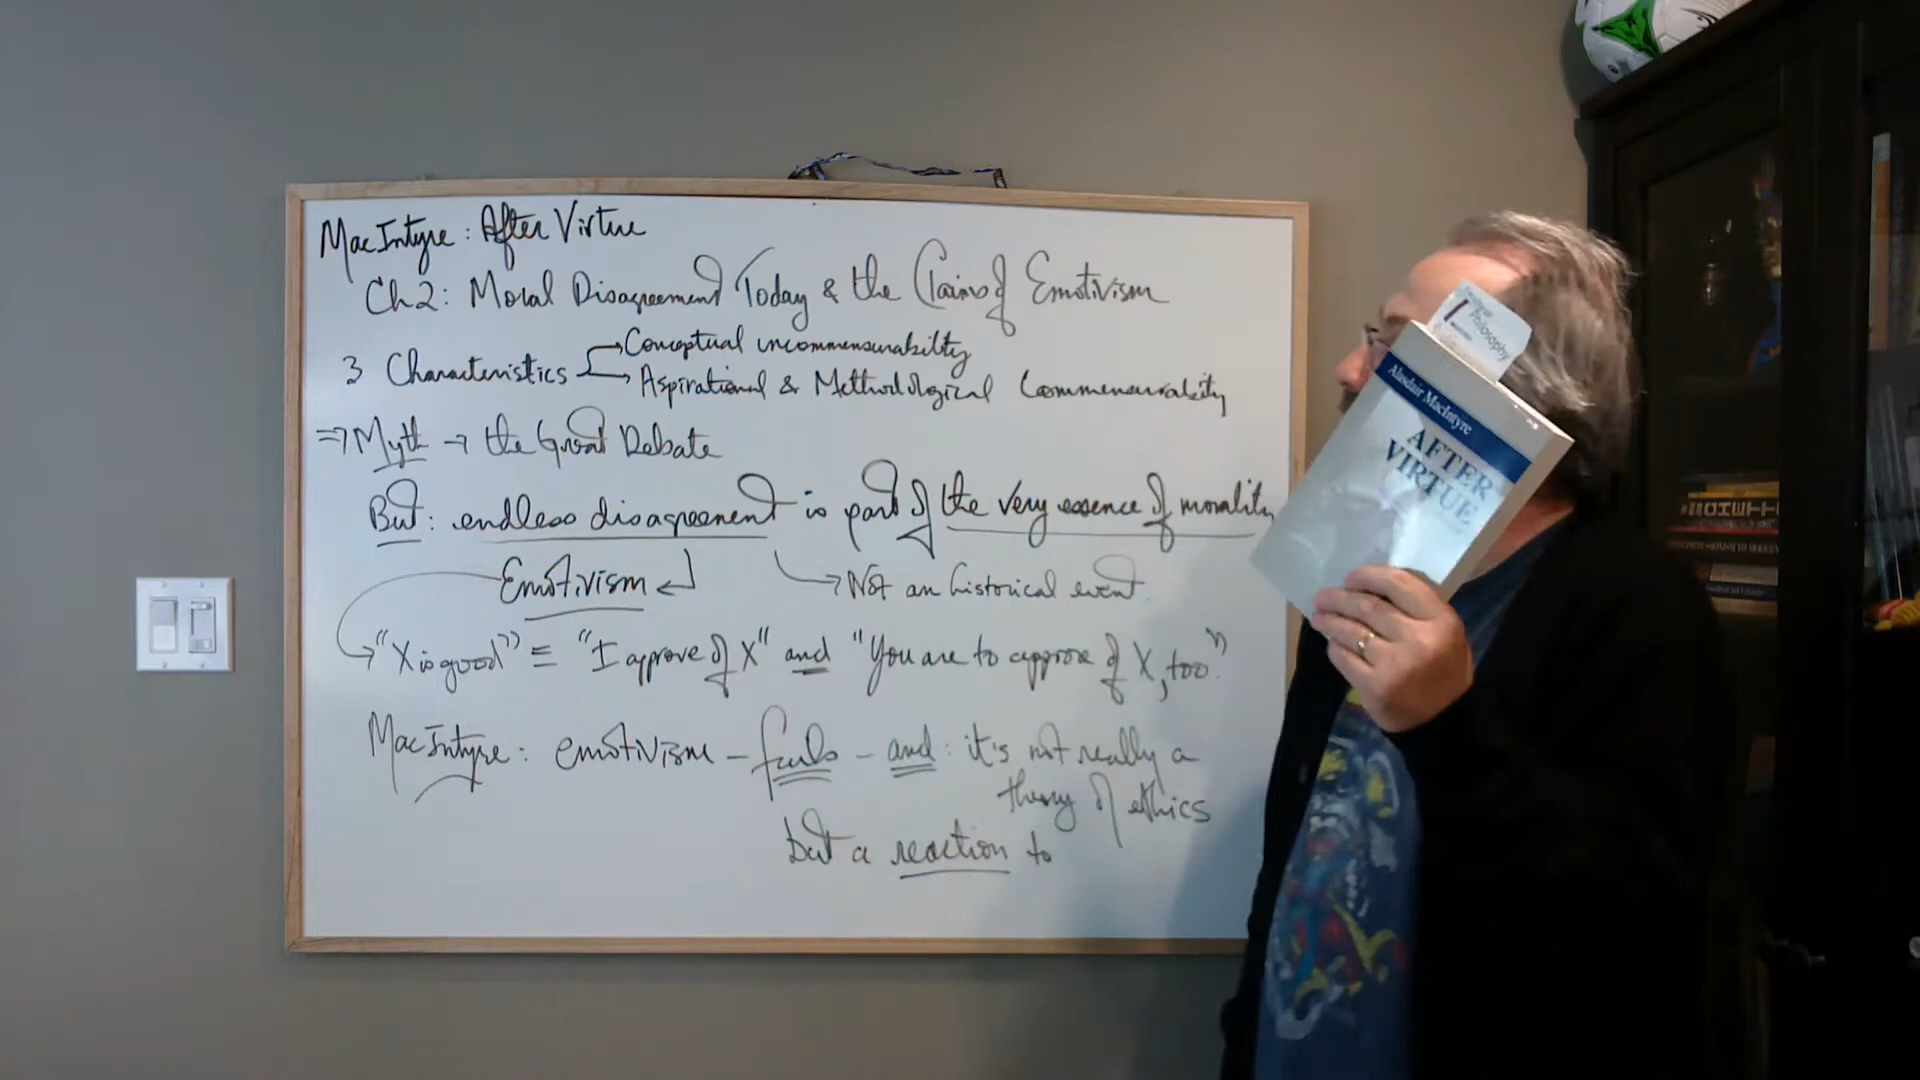 MacIntyre: After Virtue
Ch2: Moral Disagreement Today & the Claims of Emotivism
3 Characteristics → Conceptual incommensurability
→ Aspirational & Methodological Commensurability
⇒ Myth → the Great Debate
But: endless disagreement is part of the very essence of morality
Emotivism
→ Not an historical event.
→ "X is good" ≡ "I approve of X" and "You are to approve of X, too."
MacIntyre: emotivism – fails – and: it's not really a
theory of ethics
but a reaction to
Philosophy
Alasdair MacIntyre
AFTER
VIRTUE